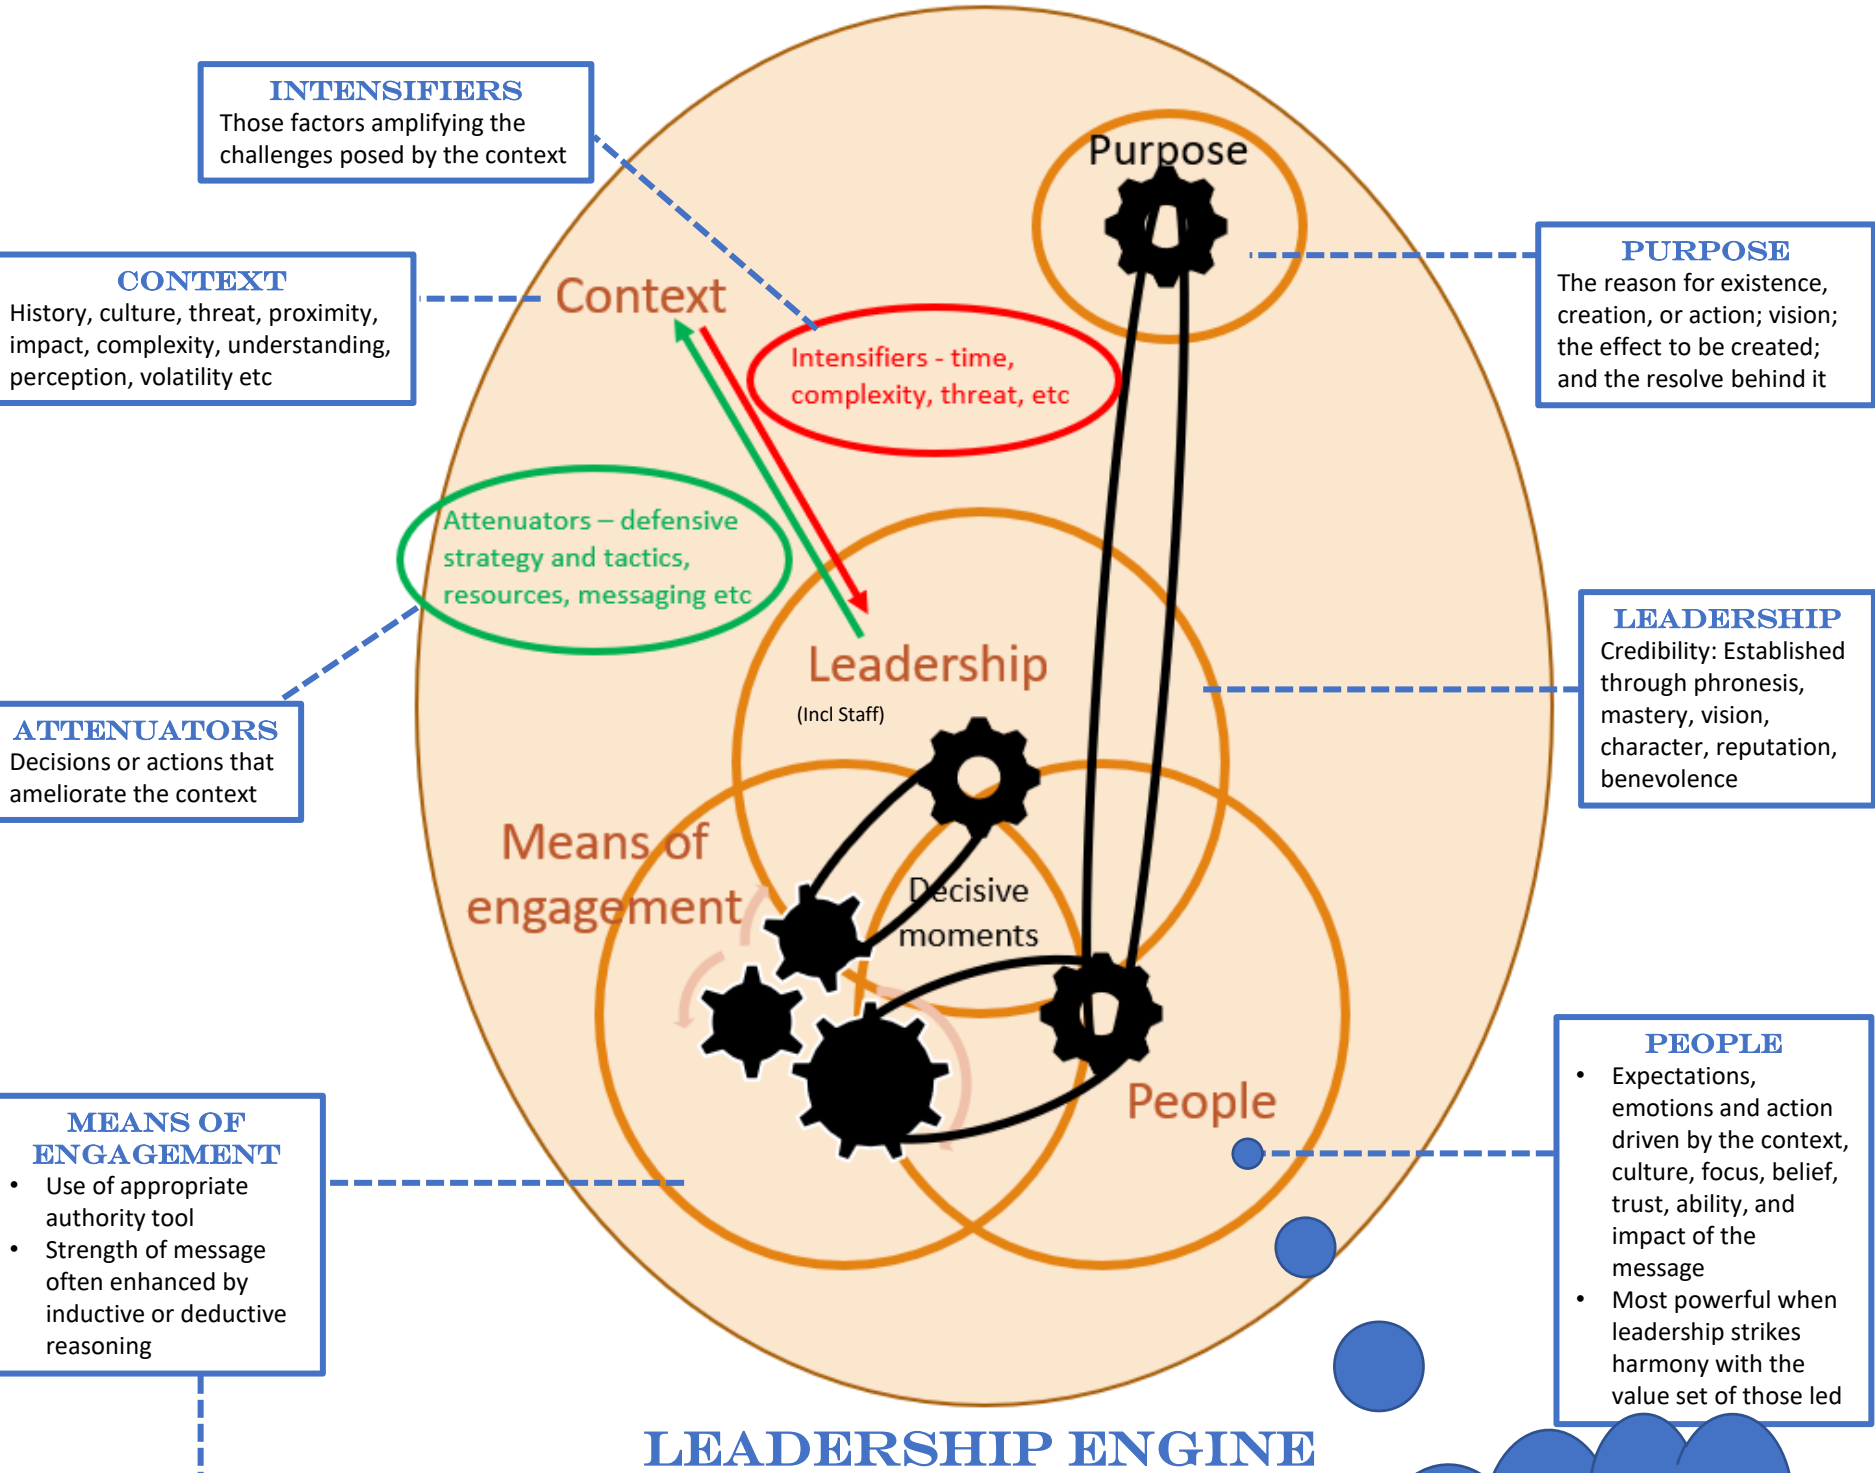 INTENSIFIERS
Those factors amplifying the
challenges posed by the context
Purpose
CONTEXT
History, culture, threat, proximity,
impact, complexity, understanding,
perception, volatility etc
Context
PURPOSE
The reason for existence,
creation, or action; vision;
the effect to be created;
and the resolve behind it
Intensifiers - time,
complexity, threat, etc
Attenuators – defensive
strategy and tactics,
resources, messaging etc
ATTENUATORS
Decisions or actions that
ameliorate the context
Leadership
(Incl Staff)
LEADERSHIP
Credibility: Established
through phronesis,
mastery, vision,
character, reputation,
benevolence
Means of
engagement
Decisive
moments
People
MEANS OF
ENGAGEMENT
• Use of appropriate
authority tool
• Strength of message
often enhanced by
inductive or deductive
reasoning
PEOPLE
• Expectations,
emotions and action
driven by the context,
culture, focus, belief,
trust, ability, and
impact of the
message
• Most powerful when
leadership strikes
harmony with the
value set of those led
LEADERSHIP ENGINE